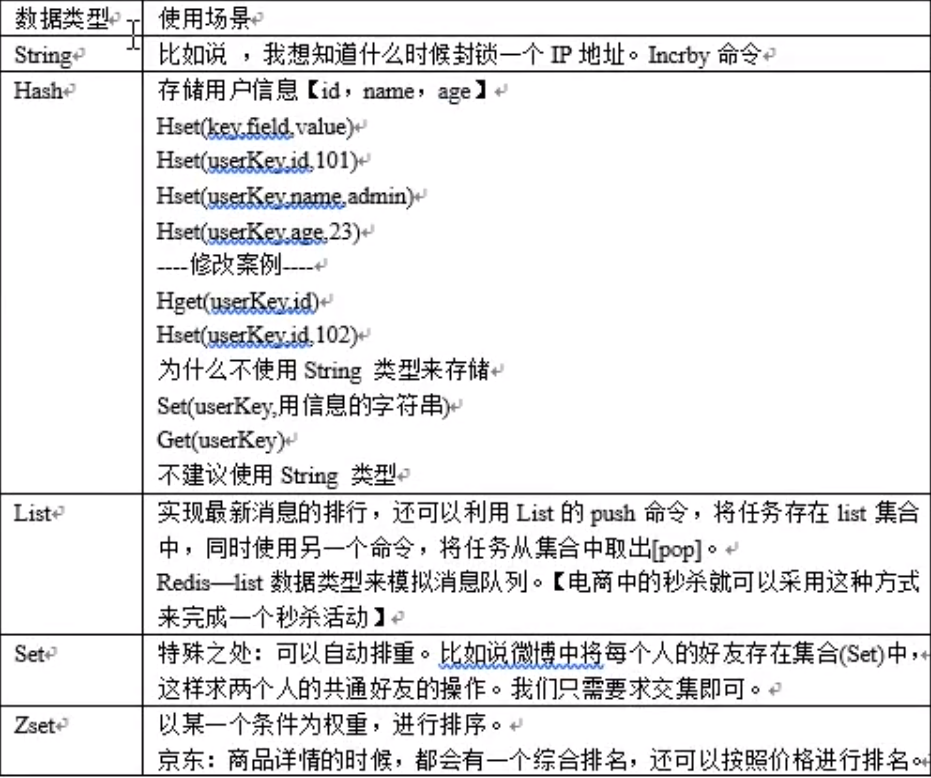 数据类型 使用场景
String 比如说 ，我想知道什么时候封锁一个 IP 地址。Incrby 命令
Hash 存储用户信息【id，name，age】
Hset(key,field,value)
Hset(userKey,id,101)
Hset(userKey,name,admin)
Hset(userKey,age,23)
----修改案例----
Hget(userKey,id)
Hset(userKey,id,102)
为什么不使用 String 类型来存储
Set(userKey,用信息的字符串)
Get(userKey)
不建议使用 String 类型
List 实现最新消息的排行，还可以利用 List 的 push 命令，将任务存在 list 集合
中，同时使用另一个命令，将任务从集合中取出[pop]。
Redis—list 数据类型来模拟消息队列。【电商中的秒杀就可以采用这种方式
来完成一个秒杀活动】
Set 特殊之处：可以自动排重。比如说微博中将每个人的好友存在集合(Set)中，
这样求两个人的共通好友的操作。我们只需要求交集即可。
Zset 以某一个条件为权重，进行排序。
京东：商品详情的时候，都会有一个综合排名，还可以按照价格进行排名。